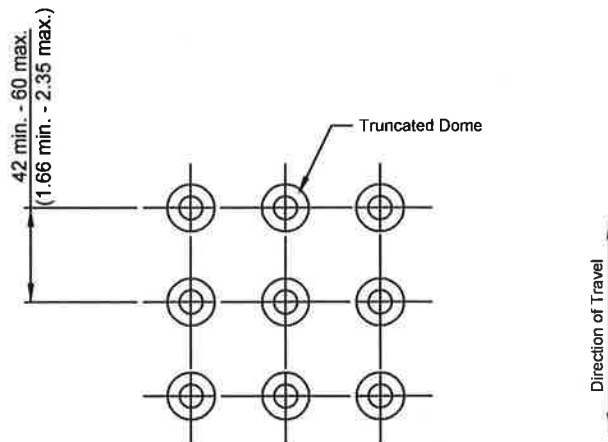 42 min. - 60 max.
(1.66 min. - 2.35 max.)
Truncated Dome
Direction of Travel